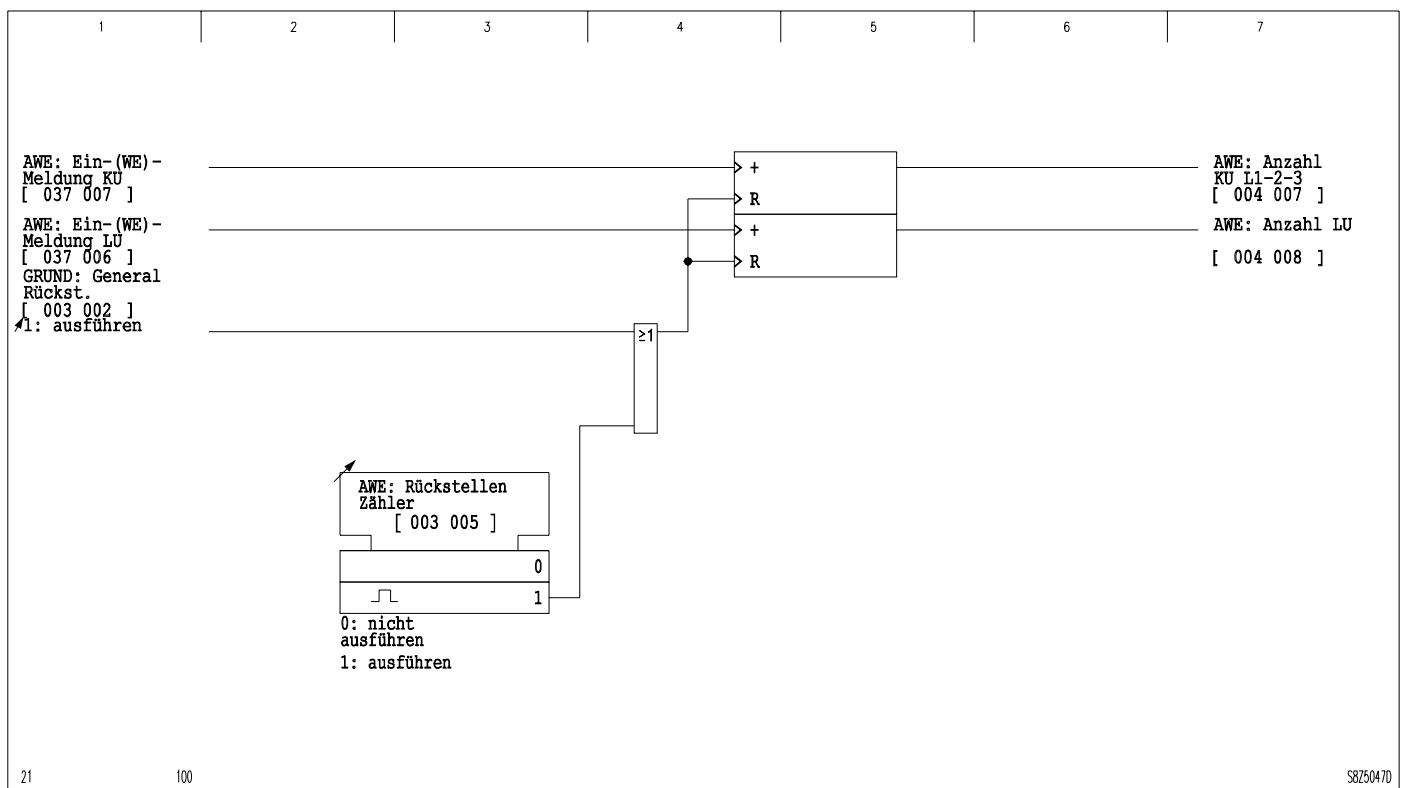 1 2 3 4 5 6 7
AWE: Ein-(WE)-
Meldung KU
[ 037 007 ]
AWE: Ein-(WE)-
Meldung LU
[ 037 006 ]
GRUND: General
Rückst.
[ 003 002 ]
1: ausführen
+
R
+
R
AWE: Anzahl
KU L1-2-3
[ 004 007 ]
AWE: Anzahl LU
[ 004 008 ]
≥1
AWE: Rückstellen
Zähler
[ 003 005 ]
0
1
0: nicht
ausführen
1: ausführen
21 100 S8Z5047D